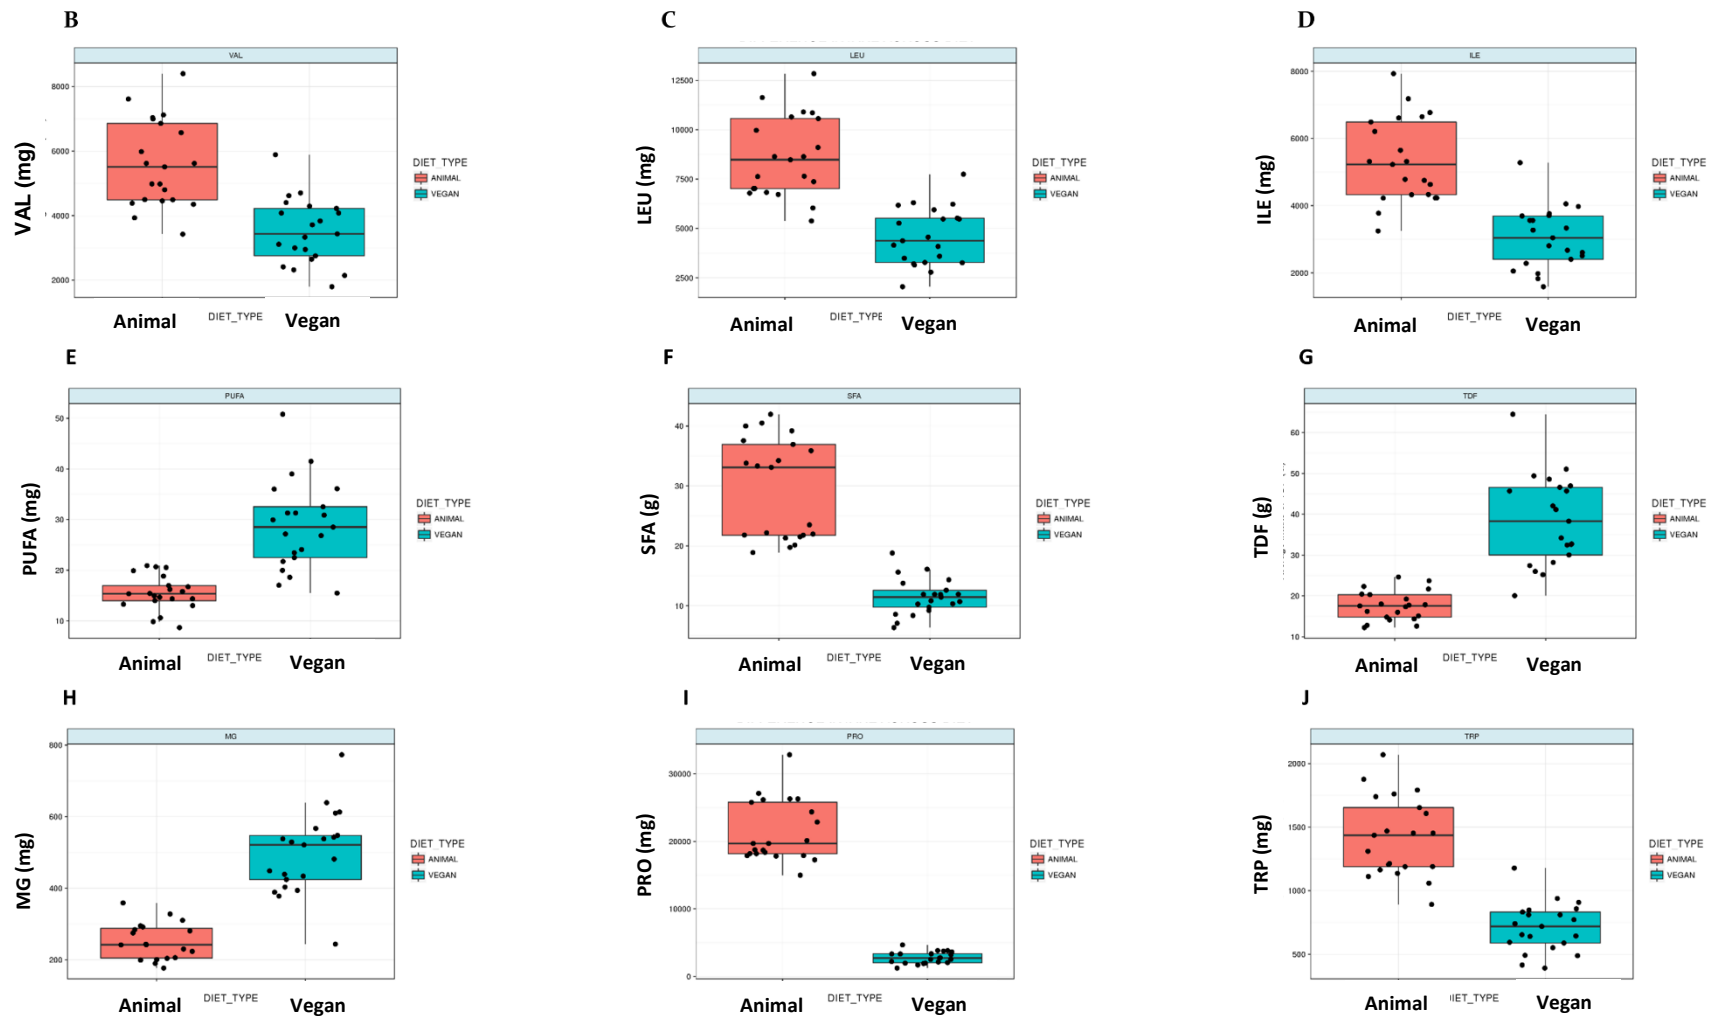 B
C
D
VAL
LEU
ILE
8000
6000
4000
2000
VAL (mg)
DIET_TYPE
ANIMAL
VEGAN
Animal
DIET_TYPE
Vegan
12500
10000
7500
5000
2500
LEU (mg)
DIET_TYPE
ANIMAL
VEGAN
Animal
DIET_TYPE
Vegan
8000
6000
4000
2000
ILE (mg)
DIET_TYPE
ANIMAL
VEGAN
Animal
DIET_TYPE
Vegan
E
F
G
PUFA
SFA
TDF
50
40
30
20
10
PUFA (mg)
DIET_TYPE
ANIMAL
VEGAN
Animal
DIET_TYPE
Vegan
40
30
20
10
SFA (g)
DIET_TYPE
ANIMAL
VEGAN
Animal
DIET_TYPE
Vegan
60
50
40
30
20
10
TDF (g)
DIET_TYPE
ANIMAL
VEGAN
Animal
DIET_TYPE
Vegan
H
I
J
MG
PRO
TRP
800
600
400
200
MG (mg)
DIET_TYPE
ANIMAL
VEGAN
Animal
DIET_TYPE
Vegan
30000
20000
10000
0
PRO (mg)
DIET_TYPE
ANIMAL
VEGAN
Animal
DIET_TYPE
Vegan
2000
1500
1000
500
TRP (mg)
DIET_TYPE
ANIMAL
VEGAN
Animal
IET_TYPE
Vegan